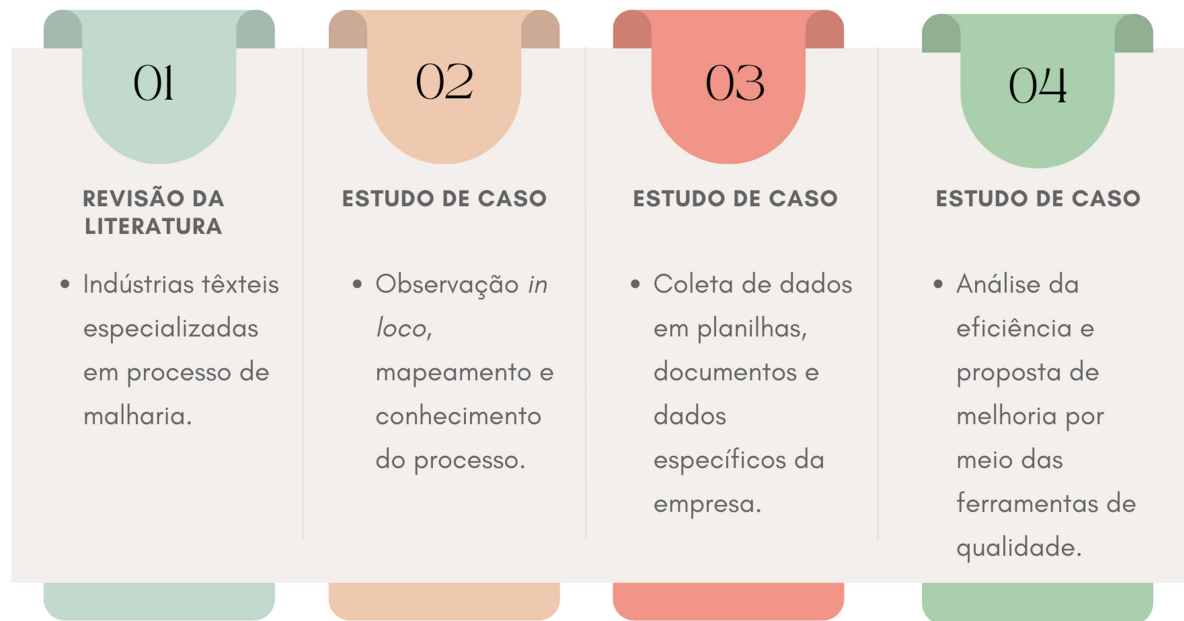 01
REVISÃO DA
LITERATURA
• Indústrias têxteis
especializadas
em processo de
malharia.
02
ESTUDO DE CASO
• Observação in
loco,
mapeamento e
conhecimento
do processo.
03
ESTUDO DE CASO
• Coleta de dados
em planilhas,
documentos e
dados
específicos da
empresa.
04
ESTUDO DE CASO
• Análise da
eficiência e
proposta de
melhoria por
meio das
ferramentas de
qualidade.